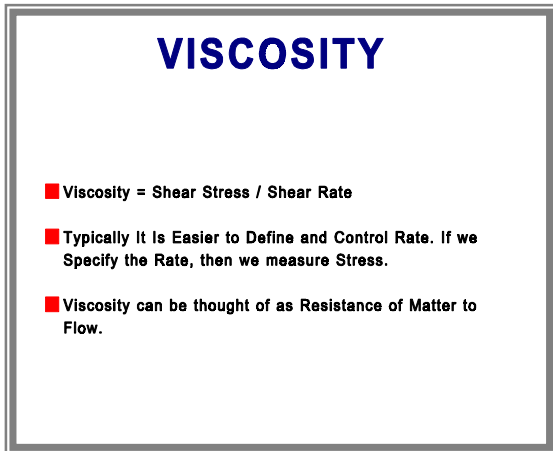 VISCOSITY
Viscosity = Shear Stress / Shear Rate
Typically It Is Easier to Define and Control Rate. If we
Specify the Rate, then we measure Stress.
Viscosity can be thought of as Resistance of Matter to
Flow.